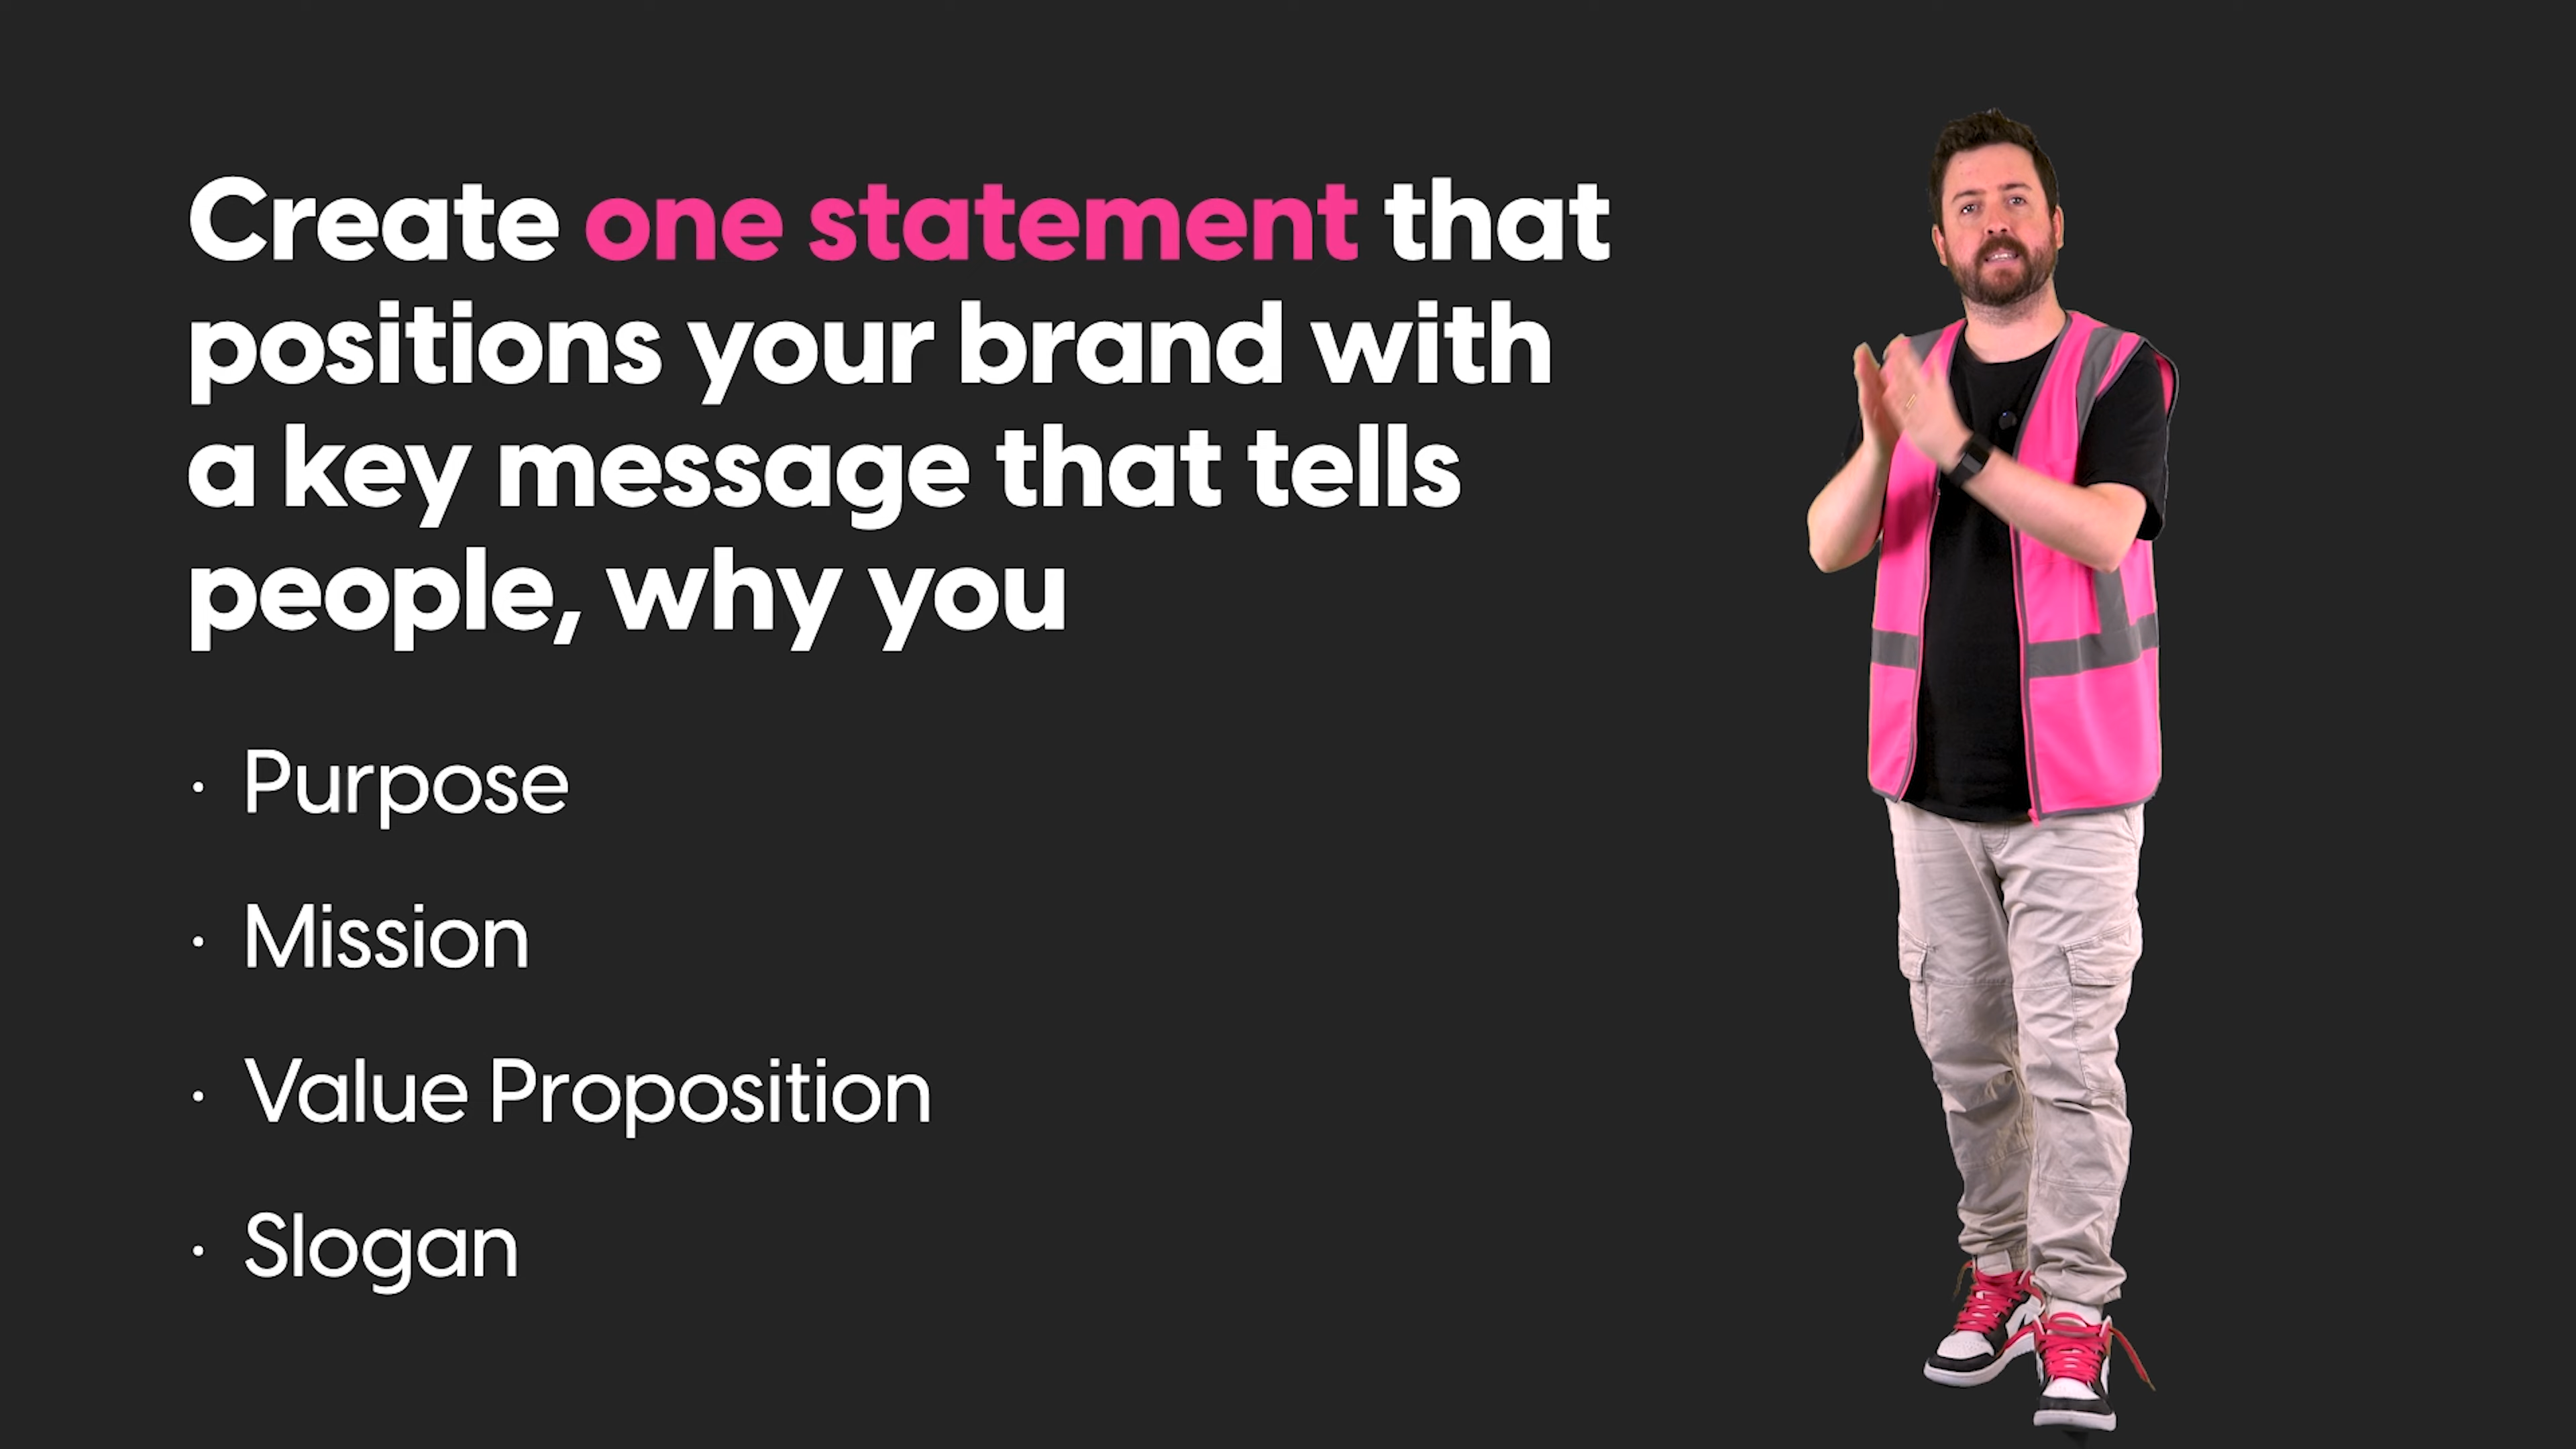 Create one statement that
positions your brand with
a key message that tells
people, why you
· Purpose
· Mission
· Value Proposition
· Slogan